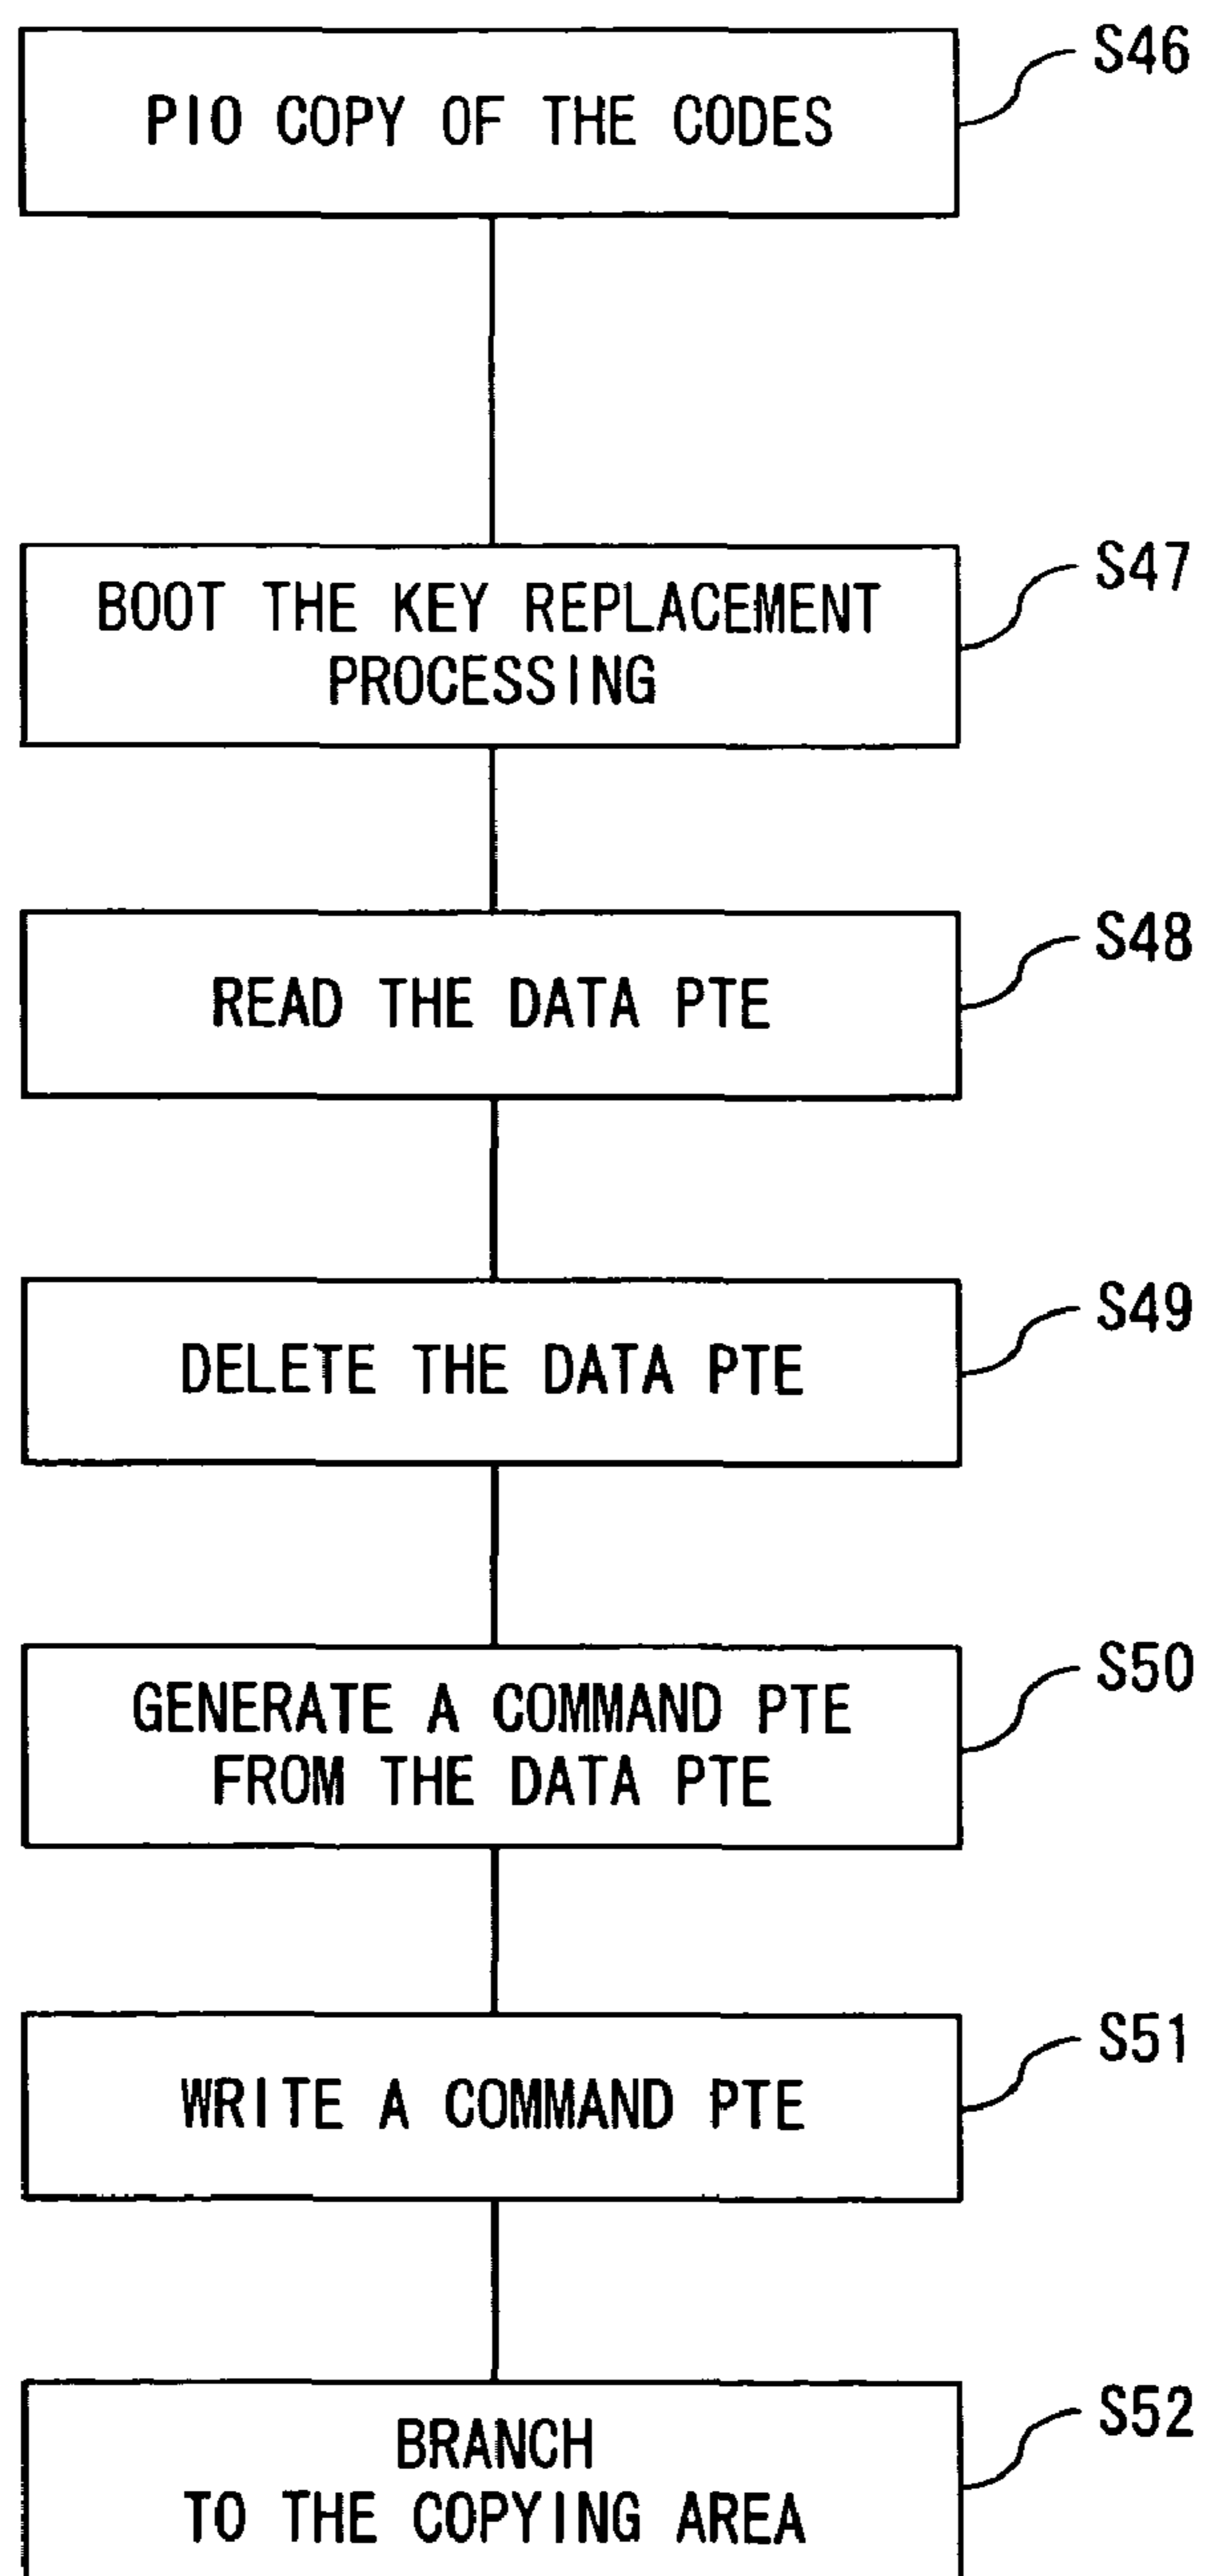 S46
PIO COPY OF THE CODES
S47
BOOT THE KEY REPLACEMENT
PROCESSING
S48
READ THE DATA PTE
S49
DELETE THE DATA PTE
S50
GENERATE A COMMAND PTE
FROM THE DATA PTE
S51
WRITE A COMMAND PTE
S52
BRANCH
TO THE COPYING AREA